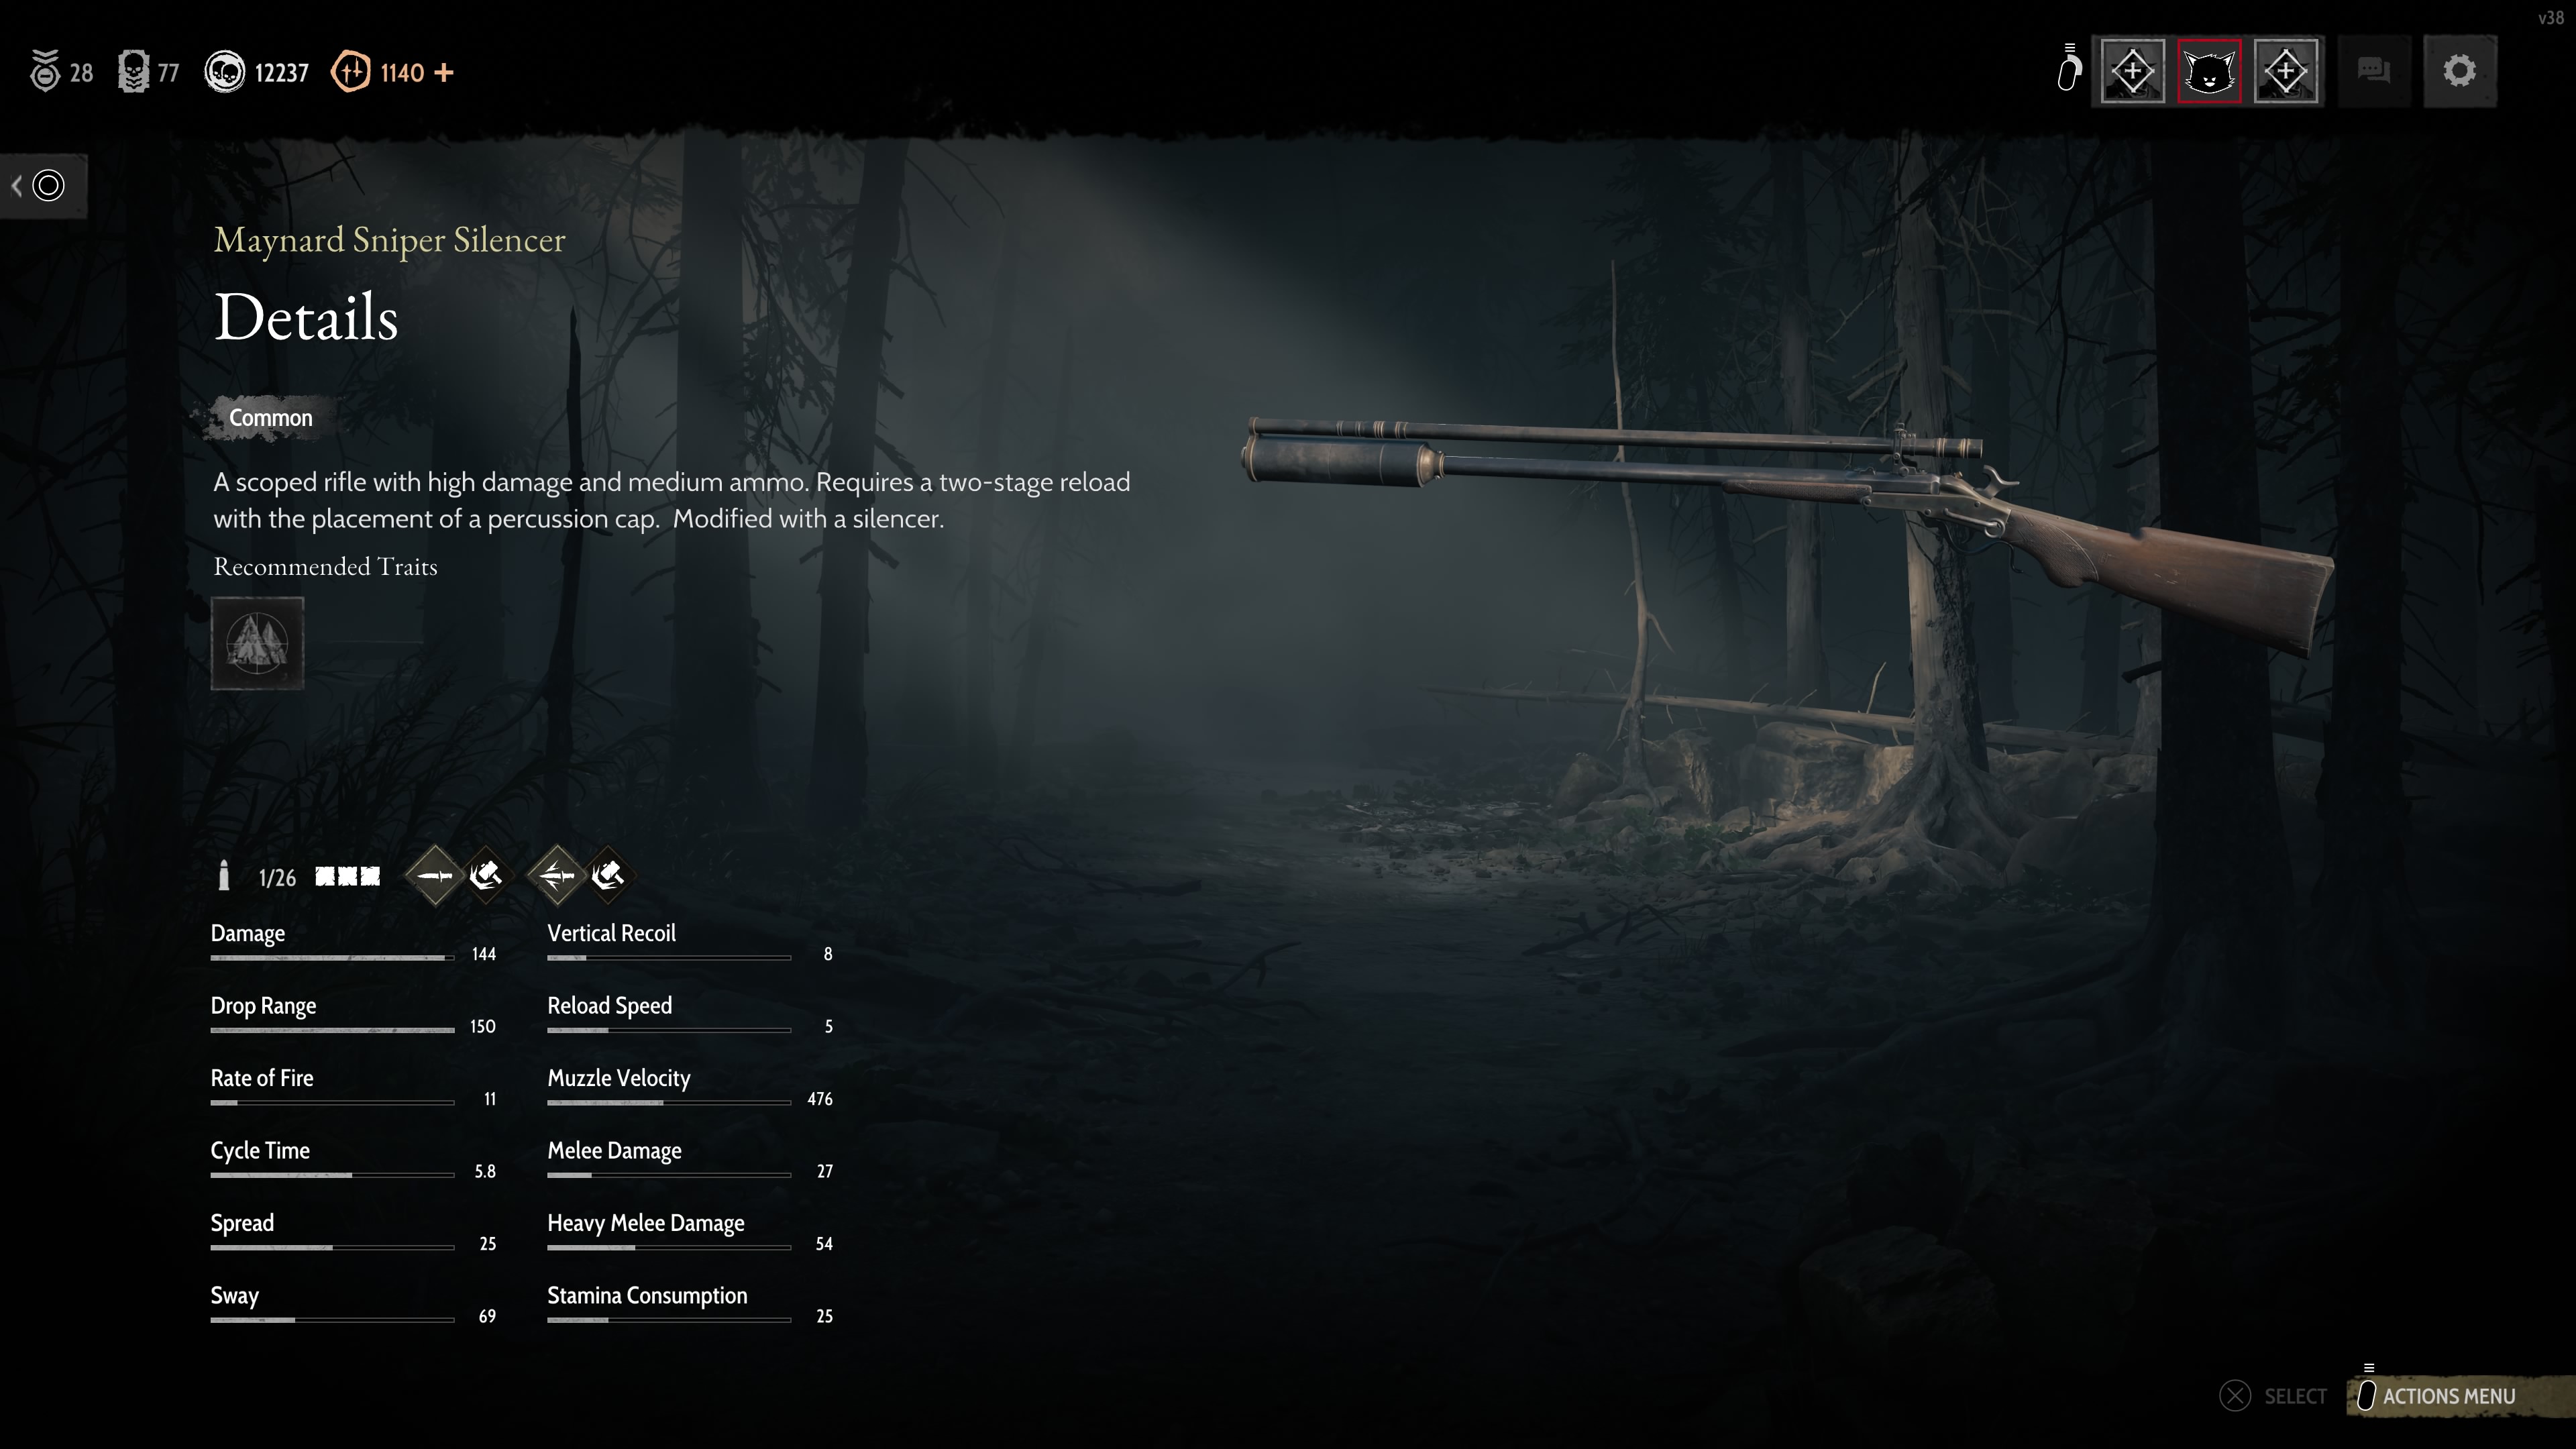 v38
28
77
12237
1140 +
Maynard Sniper Silencer
Details
Common
A scoped rifle with high damage and medium ammo. Requires a two-stage reload
with the placement of a percussion cap.  Modified with a silencer.
Recommended Traits
1/26
Damage 144
Drop Range 150
Rate of Fire 11
Cycle Time 5.8
Spread 25
Sway 69
Vertical Recoil 8
Reload Speed 5
Muzzle Velocity 476
Melee Damage 27
Heavy Melee Damage 54
Stamina Consumption 25
SELECT
ACTIONS MENU